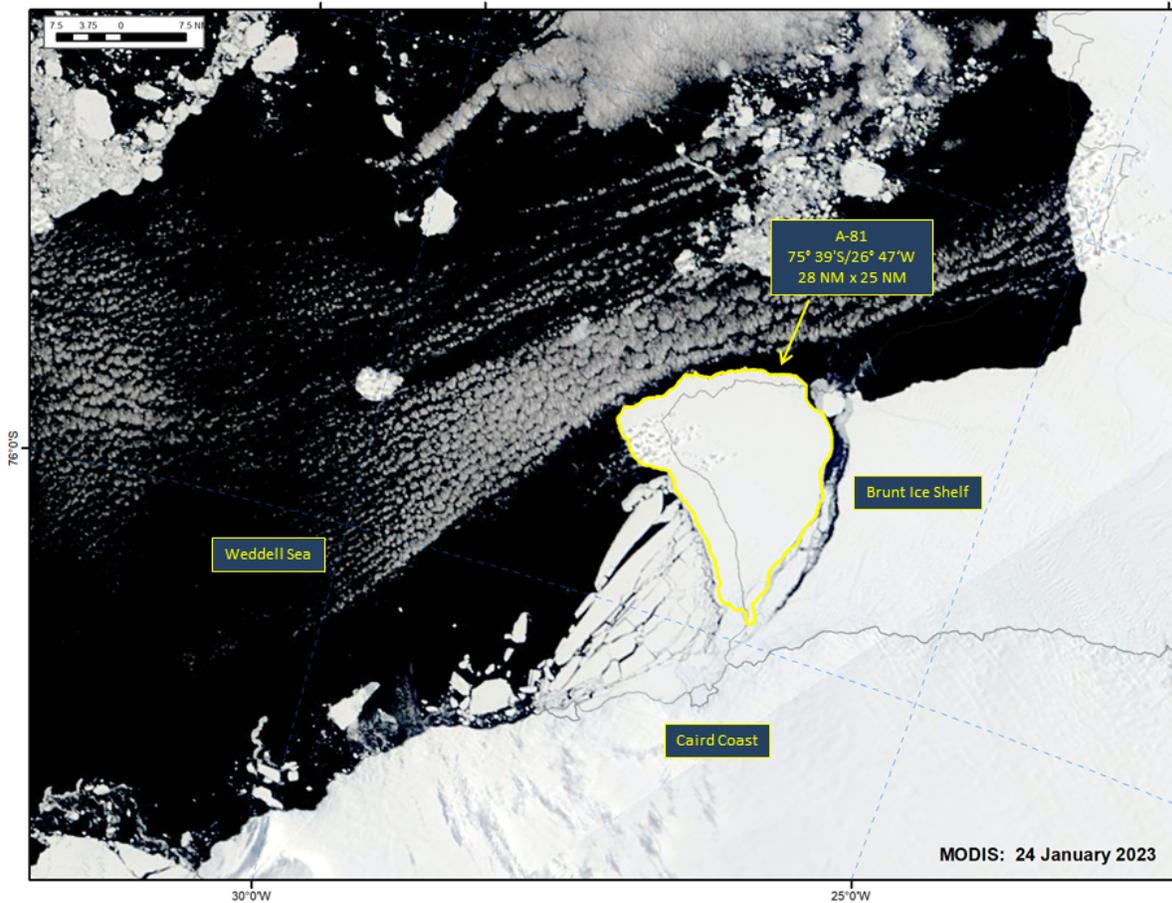 7.5 3.75 0 7.5 N
A-81
75° 39'S/26° 47'W
28 NM x 25 NM
76°0'S
Brunt Ice Shelf
Weddell Sea
Caird Coast
MODIS: 24 January 2023
30°0'W
25°0'W